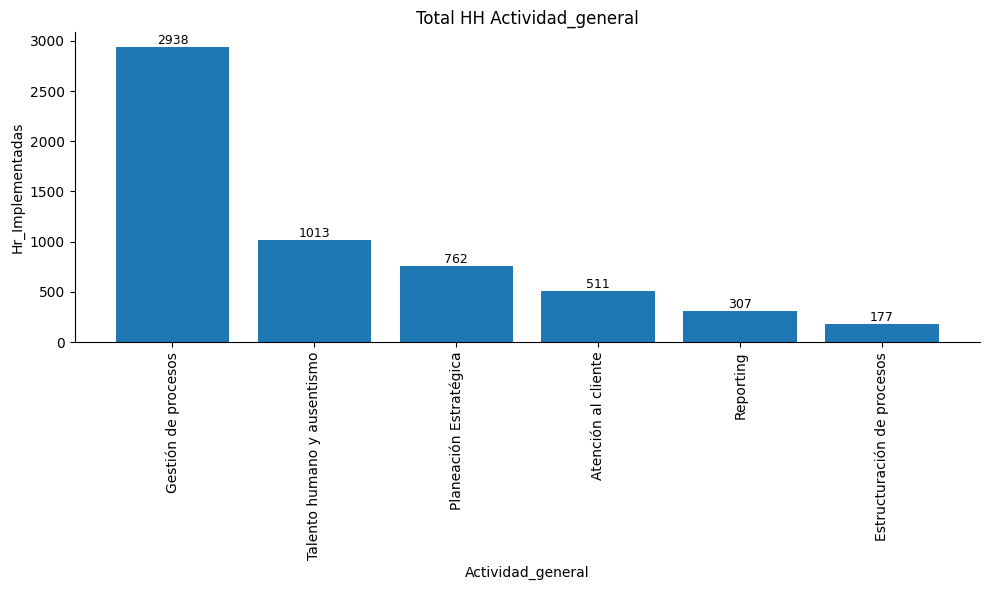 Total HH Actividad_general
Hr_Implementadas
3000
2500
2000
1500
1000
500
0
2938
1013
762
511
307
177
Gestión de procesos
Talento humano y ausentismo
Planeación Estratégica
Atención al cliente
Reporting
Estructuración de procesos
Actividad_general